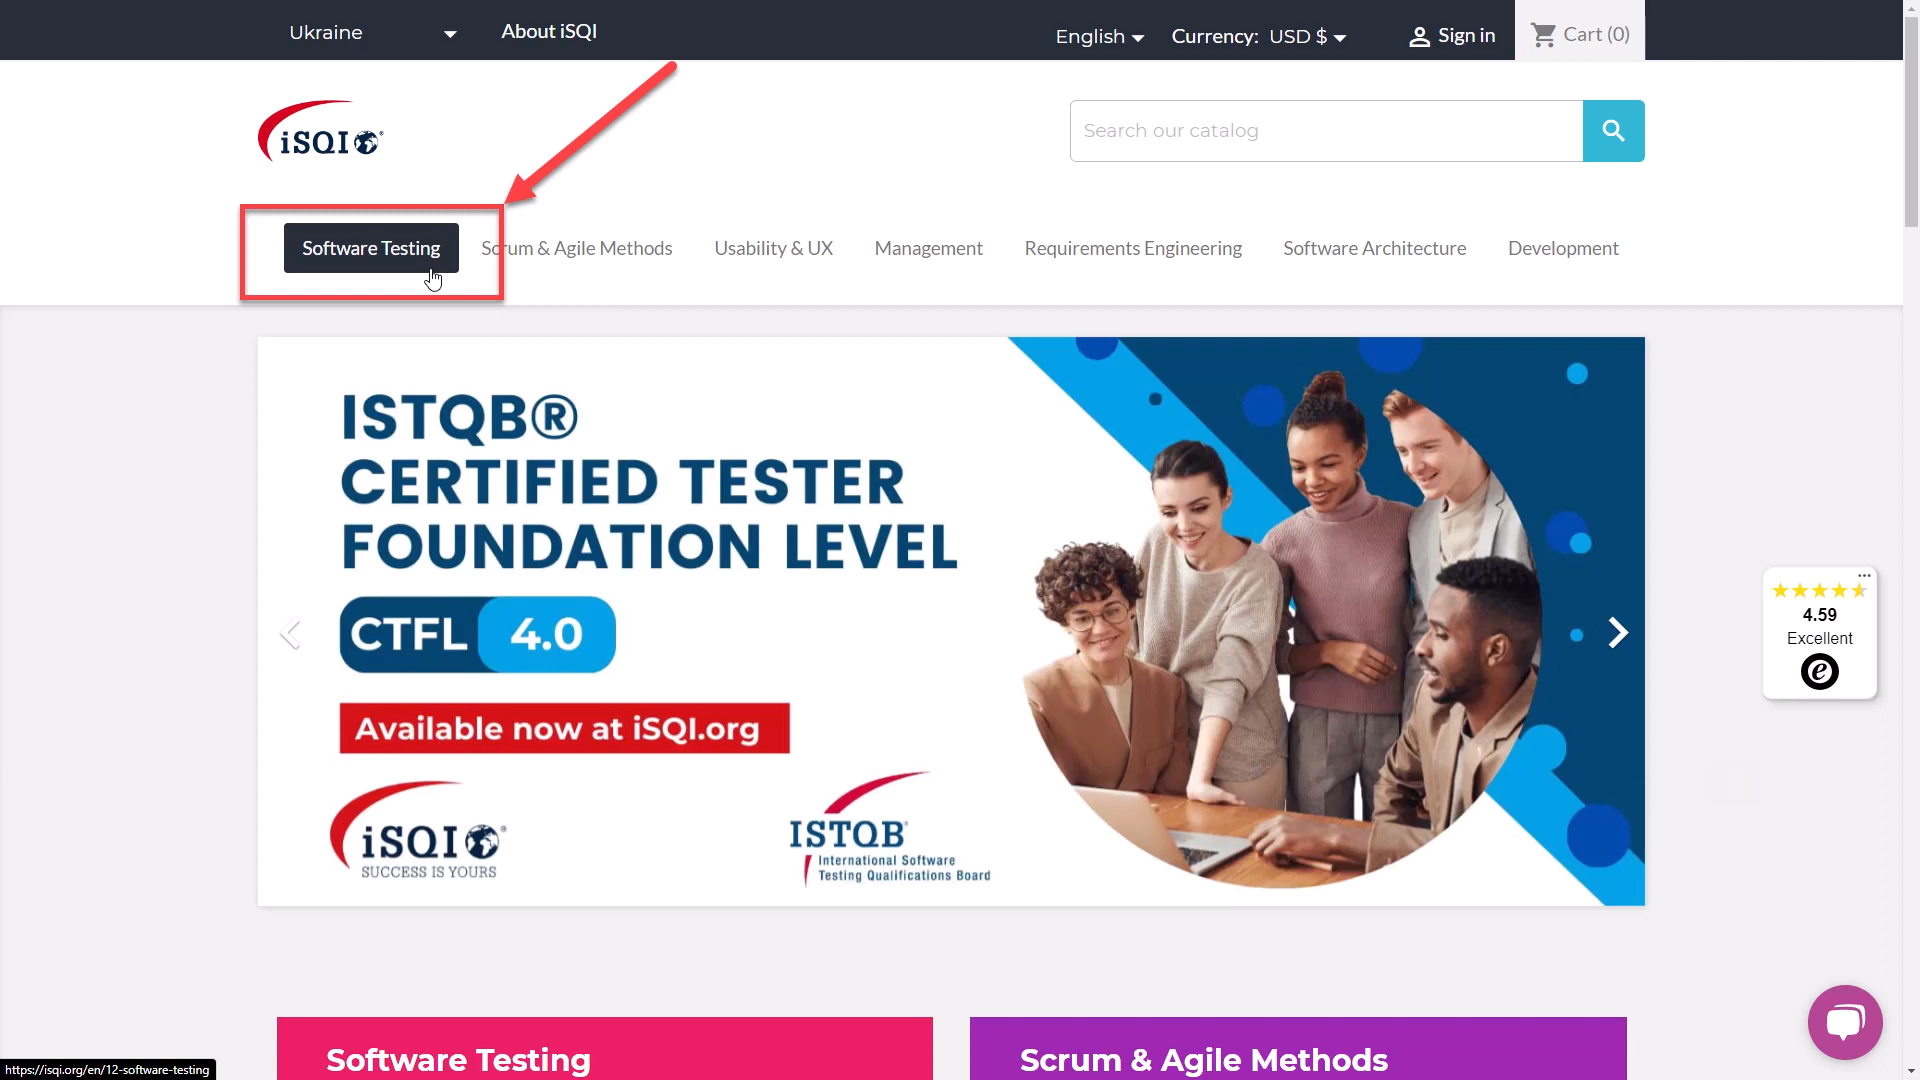 Ukraine
About iSQI
English
Currency: USD $
Sign in
Cart (0)
iSQI®
Search our catalog
Software Testing
Scrum & Agile Methods
Usability & UX
Management
Requirements Engineering
Software Architecture
Development
ISTQB®
CERTIFIED TESTER
FOUNDATION LEVEL
CTFL 4.0
Available now at iSQI.org
iSQI®
SUCCESS IS YOURS
ISTQB®
International Software
Testing Qualifications Board
4.59
Excellent
e
Software Testing
Scrum & Agile Methods
https://isqi.org/en/12-software-testing